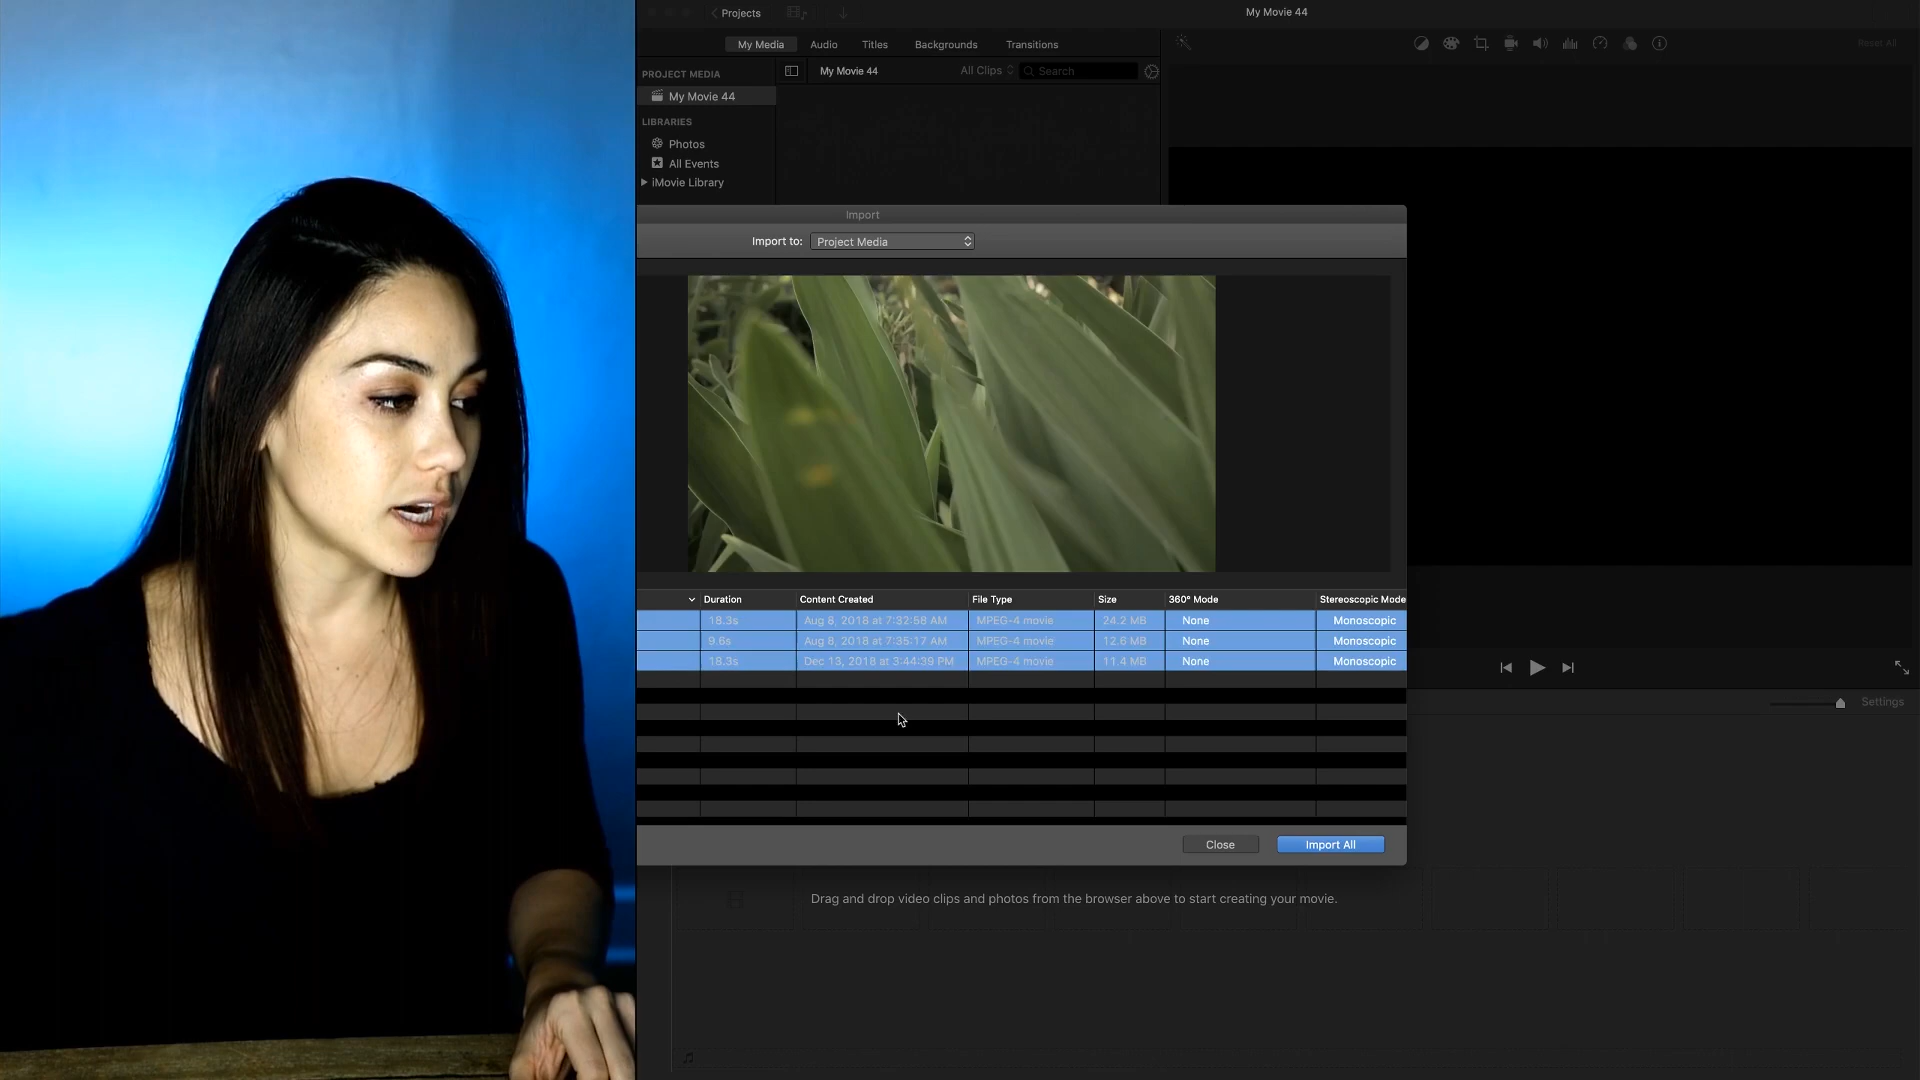 Projects
My Movie 44
My Media Audio Titles Backgrounds Transitions
Reset All
PROJECT MEDIA
My Movie 44
All Clips
Search
My Movie 44
LIBRARIES
Photos
All Events
iMovie Library
Import
Import to: Project Media
Duration Content Created File Type Size 360° Mode Stereoscopic Mode
18.3s Aug 8, 2018 at 7:32:58 AM MPEG-4 movie 24.2 MB None Monoscopic
9.6s Aug 8, 2018 at 7:35:17 AM MPEG-4 movie 12.6 MB None Monoscopic
18.3s Dec 13, 2018 at 3:44:39 PM MPEG-4 movie 11.4 MB None Monoscopic
Settings
Close Import All
Drag and drop video clips and photos from the browser above to start creating your movie.